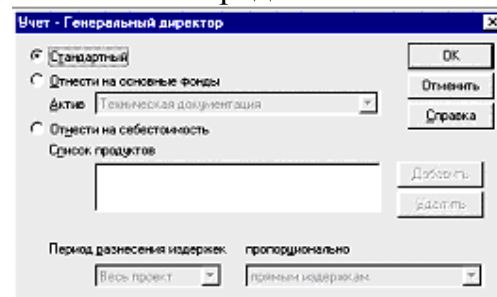 Учет - Генеральный директор
Стандартный
OK
Отнести на основные фонды
Отменить
Актив Техническая документация
Справка
Отнести на себестоимость
Список продуктов
Добавить
Удалить
Период разнесения издержек пропорционально
Весь проект прямым издержкам